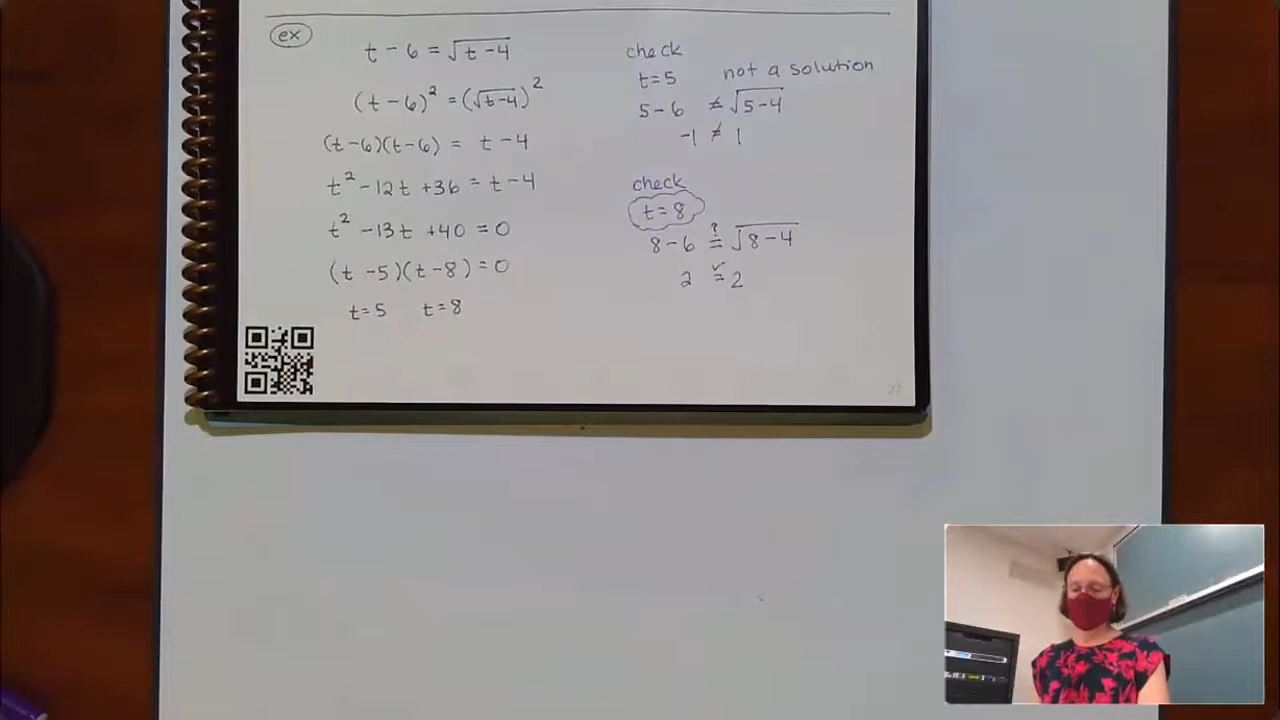 ex
t - 6 = √(t - 4)
(t - 6)² = (√(t - 4))²
(t - 6)(t - 6) = t - 4
t² - 12t + 36 = t - 4
t² - 13t + 40 = 0
(t - 5)(t - 8) = 0
t = 5   t = 8
check
t = 5   not a solution
5 - 6 ≠ √(5 - 4)
-1 ≠ 1
check
t = 8
8 - 6 ≟ √(8 - 4)
2 =✓ 2